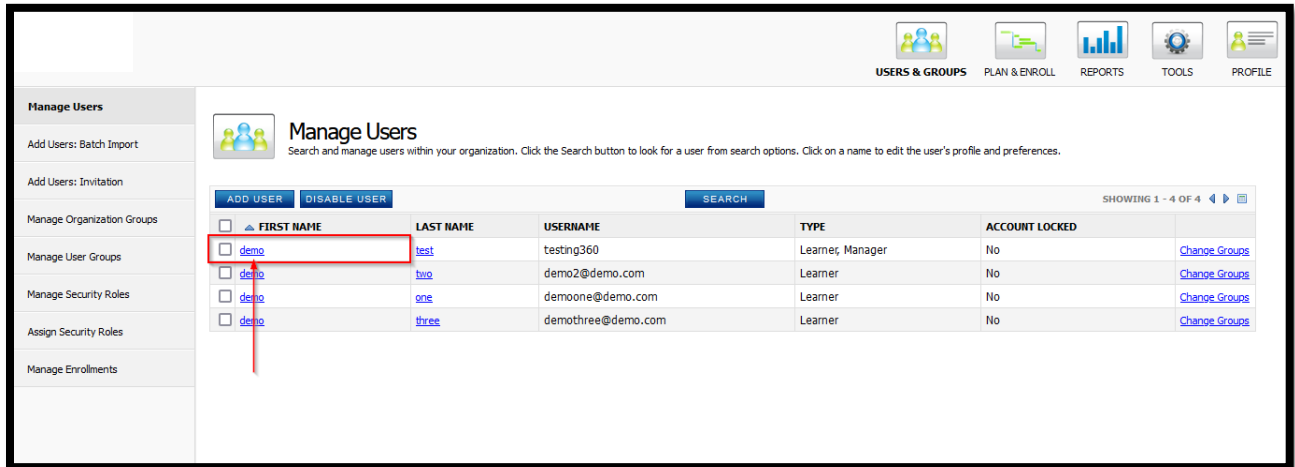 USERS & GROUPS PLAN & ENROLL REPORTS TOOLS PROFILE
Manage Users
Add Users: Batch Import
Add Users: Invitation
Manage Organization Groups
Manage User Groups
Manage Security Roles
Assign Security Roles
Manage Enrollments
Manage Users
Search and manage users within your organization. Click the Search button to look for a user from search options. Click on a name to edit the user's profile and preferences.
ADD USER DISABLE USER SEARCH SHOWING 1 - 4 OF 4
FIRST NAME LAST NAME USERNAME TYPE ACCOUNT LOCKED
demo test testing360 Learner, Manager No Change Groups
demo two demo2@demo.com Learner No Change Groups
demo one demoone@demo.com Learner No Change Groups
demo three demothree@demo.com Learner No Change Groups